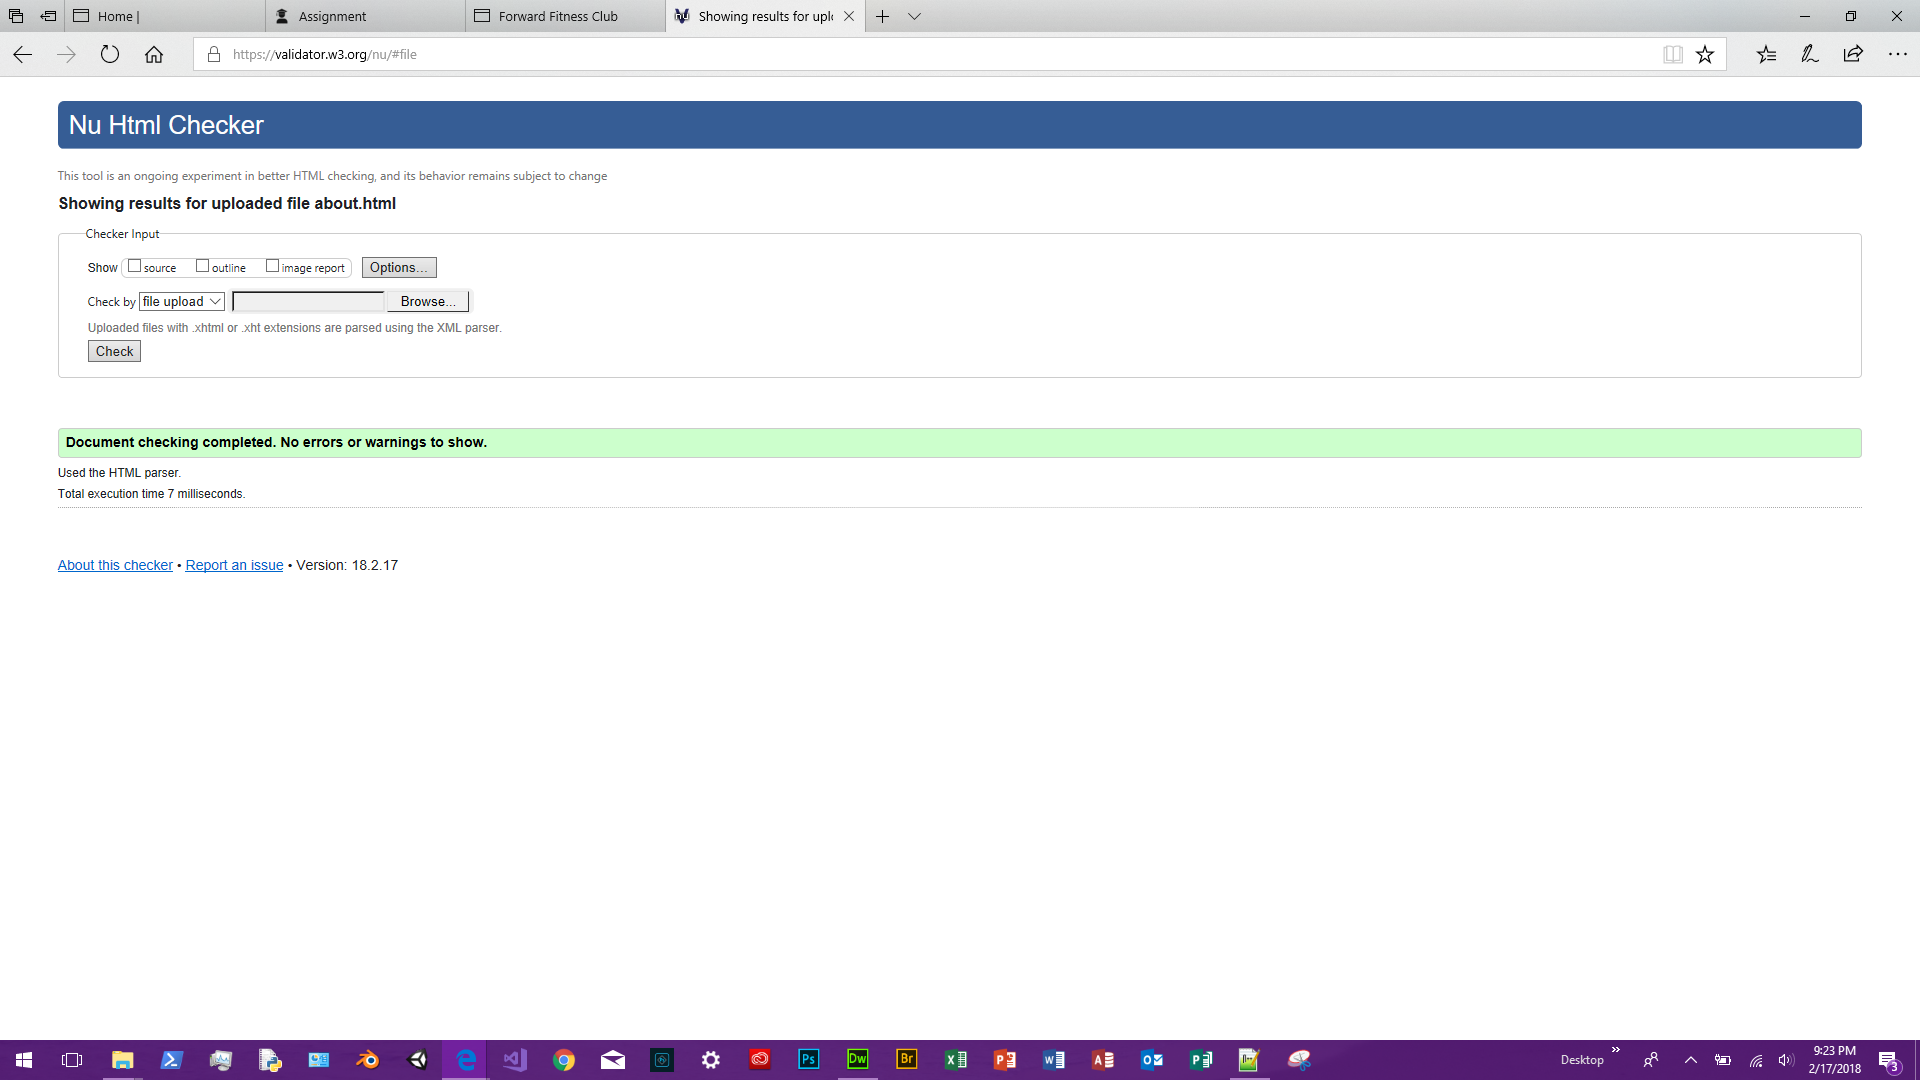 Home |
Assignment
Forward Fitness Club
Showing results for uplo
https://validator.w3.org/nu/#file
Nu Html Checker
This tool is an ongoing experiment in better HTML checking, and its behavior remains subject to change
Showing results for uploaded file about.html
Checker Input
Show source outline image report Options...
Check by file upload Browse...
Uploaded files with .xhtml or .xht extensions are parsed using the XML parser.
Check
Document checking completed. No errors or warnings to show.
Used the HTML parser.
Total execution time 7 milliseconds.
About this checker • Report an issue • Version: 18.2.17
Ps
Dw
Br
Desktop
9:23 PM
2/17/2018
3